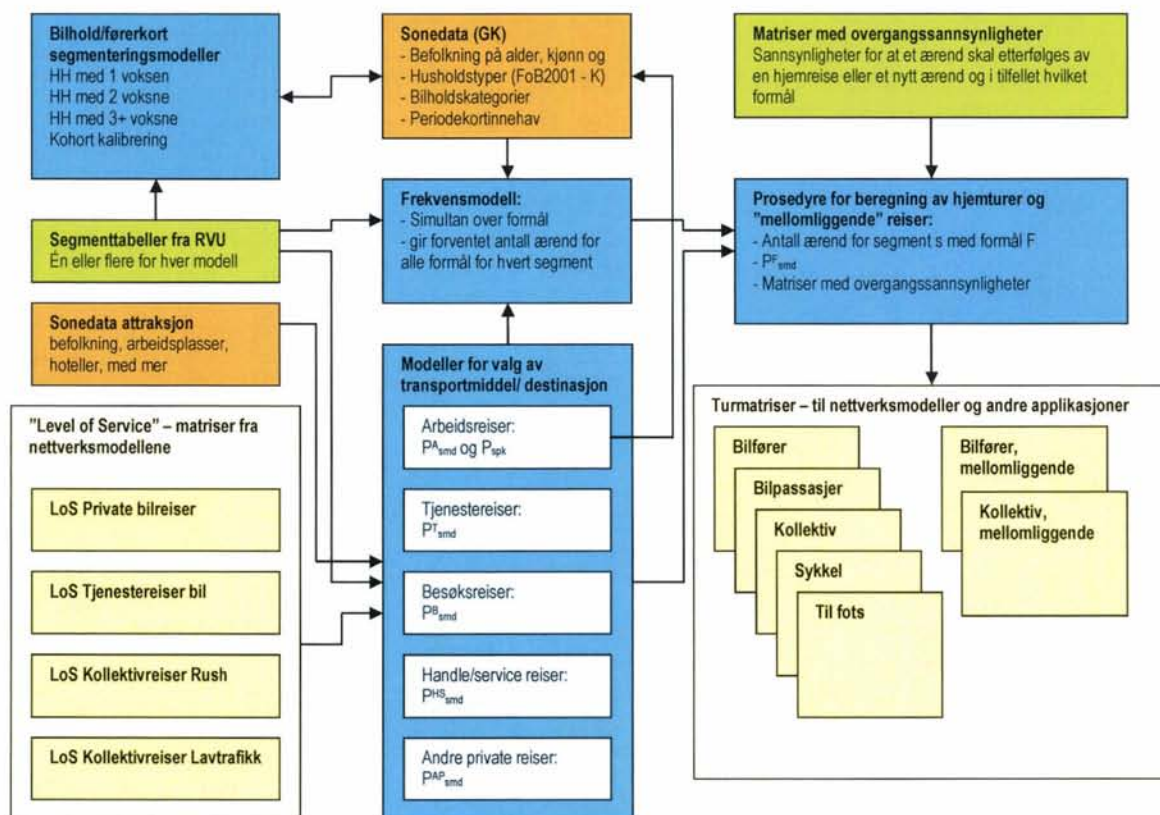 Bilhold/førerkort
segmenteringsmodeller
HH med 1 voksen
HH med 2 voksne
HH med 3+ voksne
Kohort kalibrering
Sonedata (GK)
- Befolkning på alder, kjønn og
- Husholdstyper (FoB2001 - K)
- Bilholdskategorier
- Periodekortinnehav
Matriser med overgangssannsynligheter
Sannsynligheter for at et ærend skal etterfølges av
en hjemreise eller et nytt ærend og i tilfellet hvilket
formål
Segmenttabeller fra RVU
Én eller flere for hver modell
Frekvensmodell:
- Simultan over formål
- gir forventet antall ærend for
alle formål for hvert segment
Prosedyre for beregning av hjemturer og
"mellomliggende" reiser:
- Antall ærend for segment s med formål F
- PFsmd
- Matriser med overgangssannsynligheter
Sonedata attraksjon
befolkning, arbeidsplasser,
hoteller, med mer
"Level of Service" – matriser fra
nettverksmodellene
LoS Private bilreiser
LoS Tjenestereiser bil
LoS Kollektivreiser Rush
LoS Kollektivreiser Lavtrafikk
Modeller for valg av
transportmiddel/ destinasjon
Arbeidsreiser:
PAsmd og Pspk
Tjenestereiser:
PTsmd
Besøksreiser:
PBsmd
Handle/service reiser:
PHSsmd
Andre private reiser:
PAPsmd
Turmatriser – til nettverksmodeller og andre applikasjoner
Bilfører
Bilpassasjer
Kollektiv
Sykkel
Til fots
Bilfører,
mellomliggende
Kollektiv,
mellomliggende